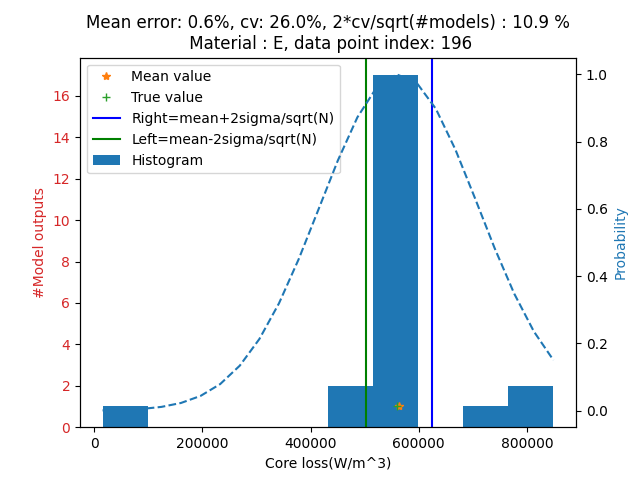 Mean error: 0.6%, cv: 26.0%, 2*cv/sqrt(#models) : 10.9 %
Material : E, data point index: 196
Mean value
True value
Right=mean+2sigma/sqrt(N)
Left=mean-2sigma/sqrt(N)
Histogram
16
14
12
10
8
6
4
2
0
#Model outputs
1.0
0.8
0.6
0.4
0.2
0.0
Probability
0 200000 400000 600000 800000
Core loss(W/m^3)